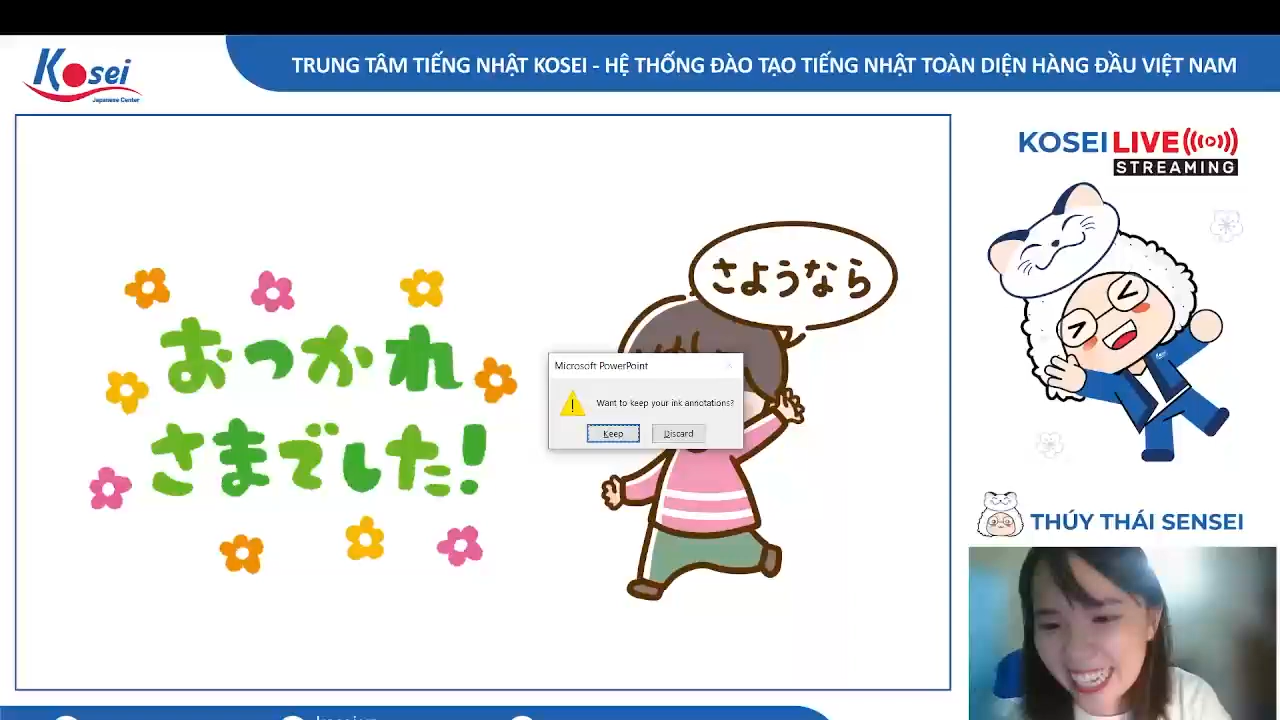 Kosei
Japanese Center
TRUNG TÂM TIẾNG NHẬT KOSEI - HỆ THỐNG ĐÀO TẠO TIẾNG NHẬT TOÀN DIỆN HÀNG ĐẦU VIỆT NAM
KOSEI LIVE
STREAMING
さようなら
おつかれ
さまでした!
Microsoft PowerPoint
Want to keep your ink annotations?
Keep
Discard
THÚY THÁI SENSEI